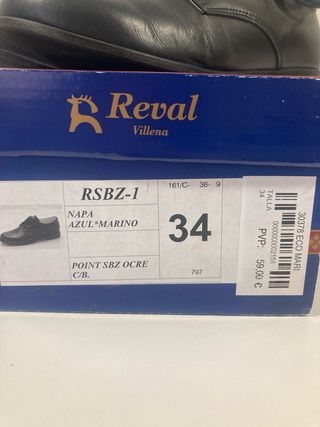 Reval
Villena
RSBZ-1
NAPA
AZUL*MARINO
POINT SBZ OCRE
C/B.
161/C- 36- 9
34
797
30378 ECO MARI
TALLA
34
PVP: 59,00 €